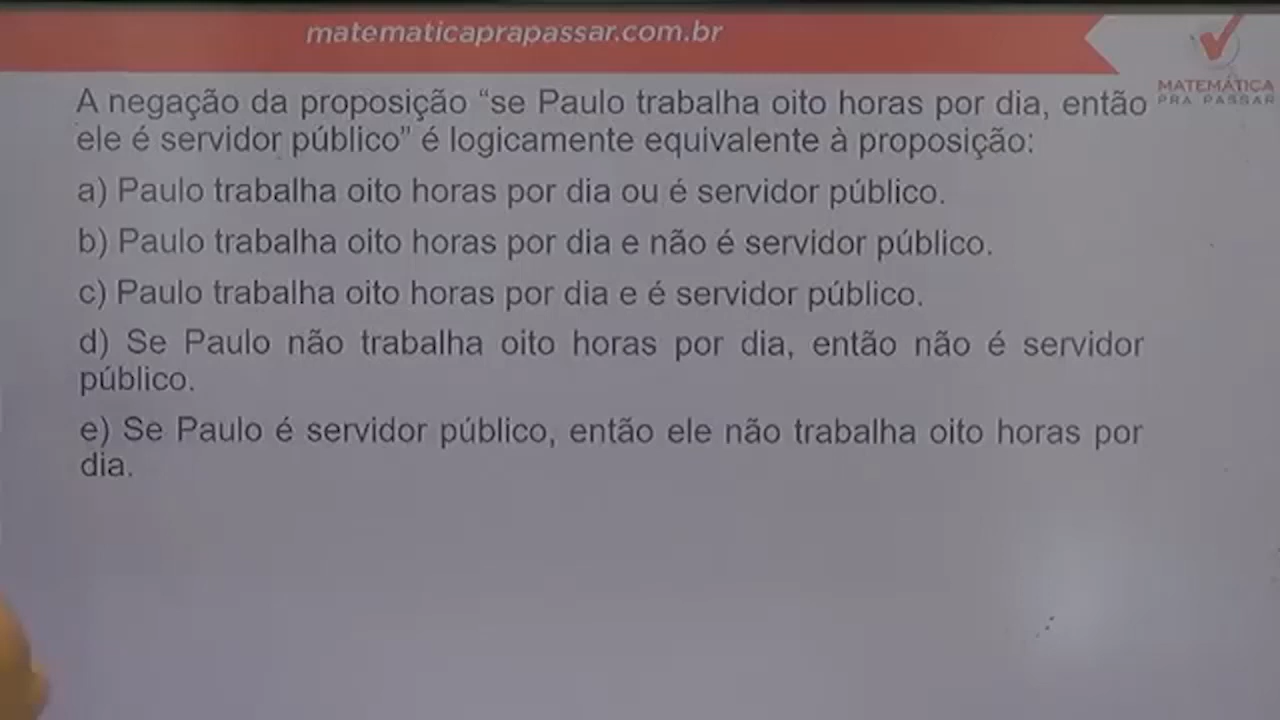 matematicaprapassar.com.br
MATEMÁTICA
PRA PASSAR
A negação da proposição “se Paulo trabalha oito horas por dia, então
ele é servidor público” é logicamente equivalente à proposição:
a) Paulo trabalha oito horas por dia ou é servidor público.
b) Paulo trabalha oito horas por dia e não é servidor público.
c) Paulo trabalha oito horas por dia e é servidor público.
d) Se Paulo não trabalha oito horas por dia, então não é servidor
público.
e) Se Paulo é servidor público, então ele não trabalha oito horas por
dia.